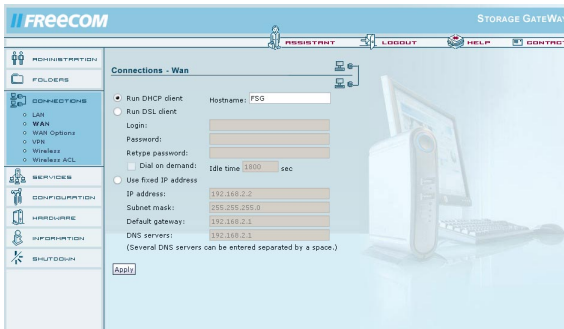 FREECOM
STORAGE GATEWAY
ASSISTANT LOGOUT HELP CONTACT
ADMINISTRATION
FOLDERS
CONNECTIONS
LAN
WAN
WAN Options
VPN
Wireless
Wireless ACL
SERVICES
CONFIGURATION
HARDWARE
INFORMATION
SHUTDOWN
Connections - Wan
Run DHCP client Hostname: FSG
Run DSL client
Login:
Password:
Retype password:
Dial on demand: Idle time 1800 sec
Use fixed IP address
IP address: 192.168.2.2
Subnet mask: 255.255.255.0
Default gateway: 192.168.2.1
DNS servers: 192.168.2.1
(Several DNS servers can be entered separated by a space.)
Apply